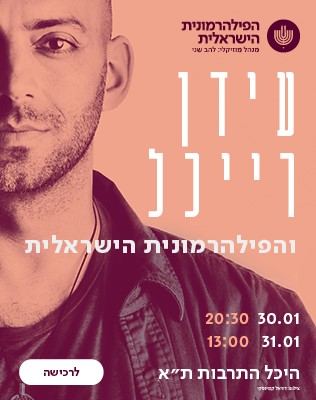 הפילהרמונית
הישראלית
מנהל מוזיקלי: להב שני
עידן
רייכל
והפילהרמונית הישראלית
30.01 20:30
31.01 13:00
היכל התרבות ת״א
לרכישה